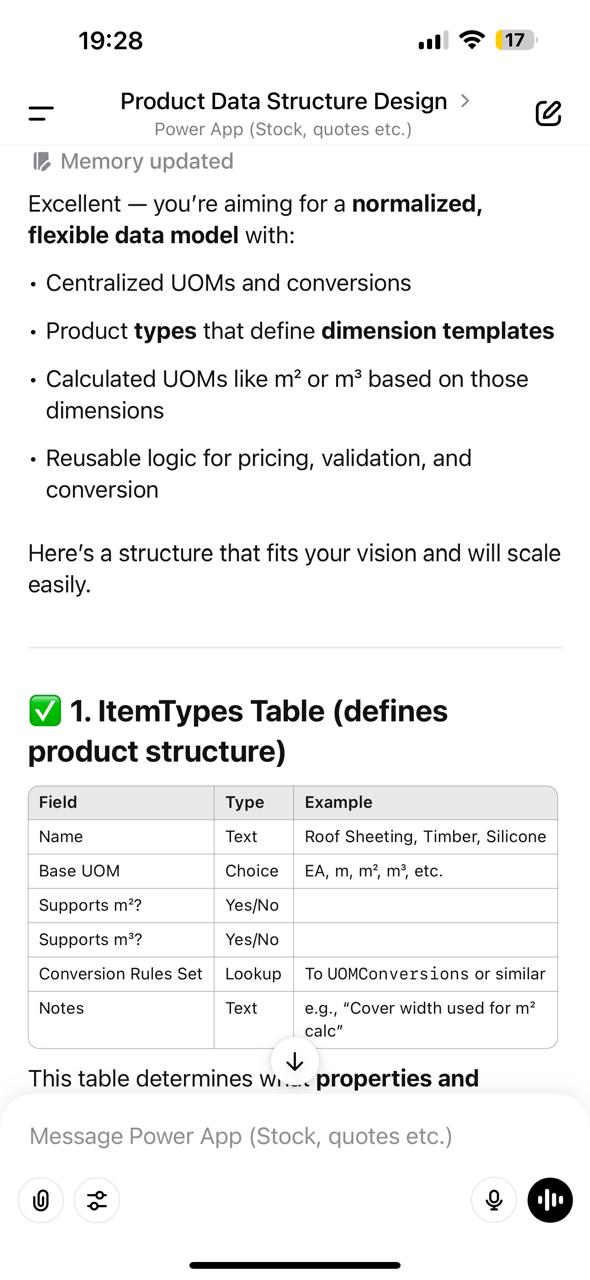 19:28
17
Product Data Structure Design
Power App (Stock, quotes etc.)
Memory updated
Excellent — you’re aiming for a normalized,
flexible data model with:
• Centralized UOMs and conversions
• Product types that define dimension templates
• Calculated UOMs like m² or m³ based on those
dimensions
• Reusable logic for pricing, validation, and
conversion
Here’s a structure that fits your vision and will scale
easily.
✅ 1. ItemTypes Table (defines
product structure)
Field Type Example
Name Text Roof Sheeting, Timber, Silicone
Base UOM Choice EA, m, m², m³, etc.
Supports m²? Yes/No
Supports m³? Yes/No
Conversion Rules Set Lookup To UOMConversions or similar
Notes Text e.g., “Cover width used for m²
calc”
This table determines what properties and
Message Power App (Stock, quotes etc.)